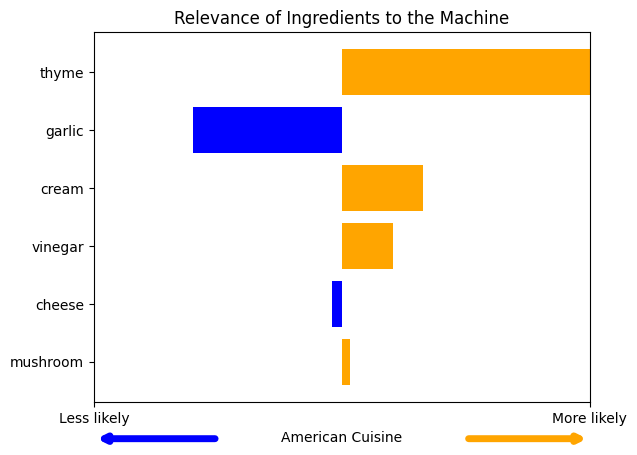 Relevance of Ingredients to the Machine
thyme
garlic
cream
vinegar
cheese
mushroom
Less likely
More likely
American Cuisine